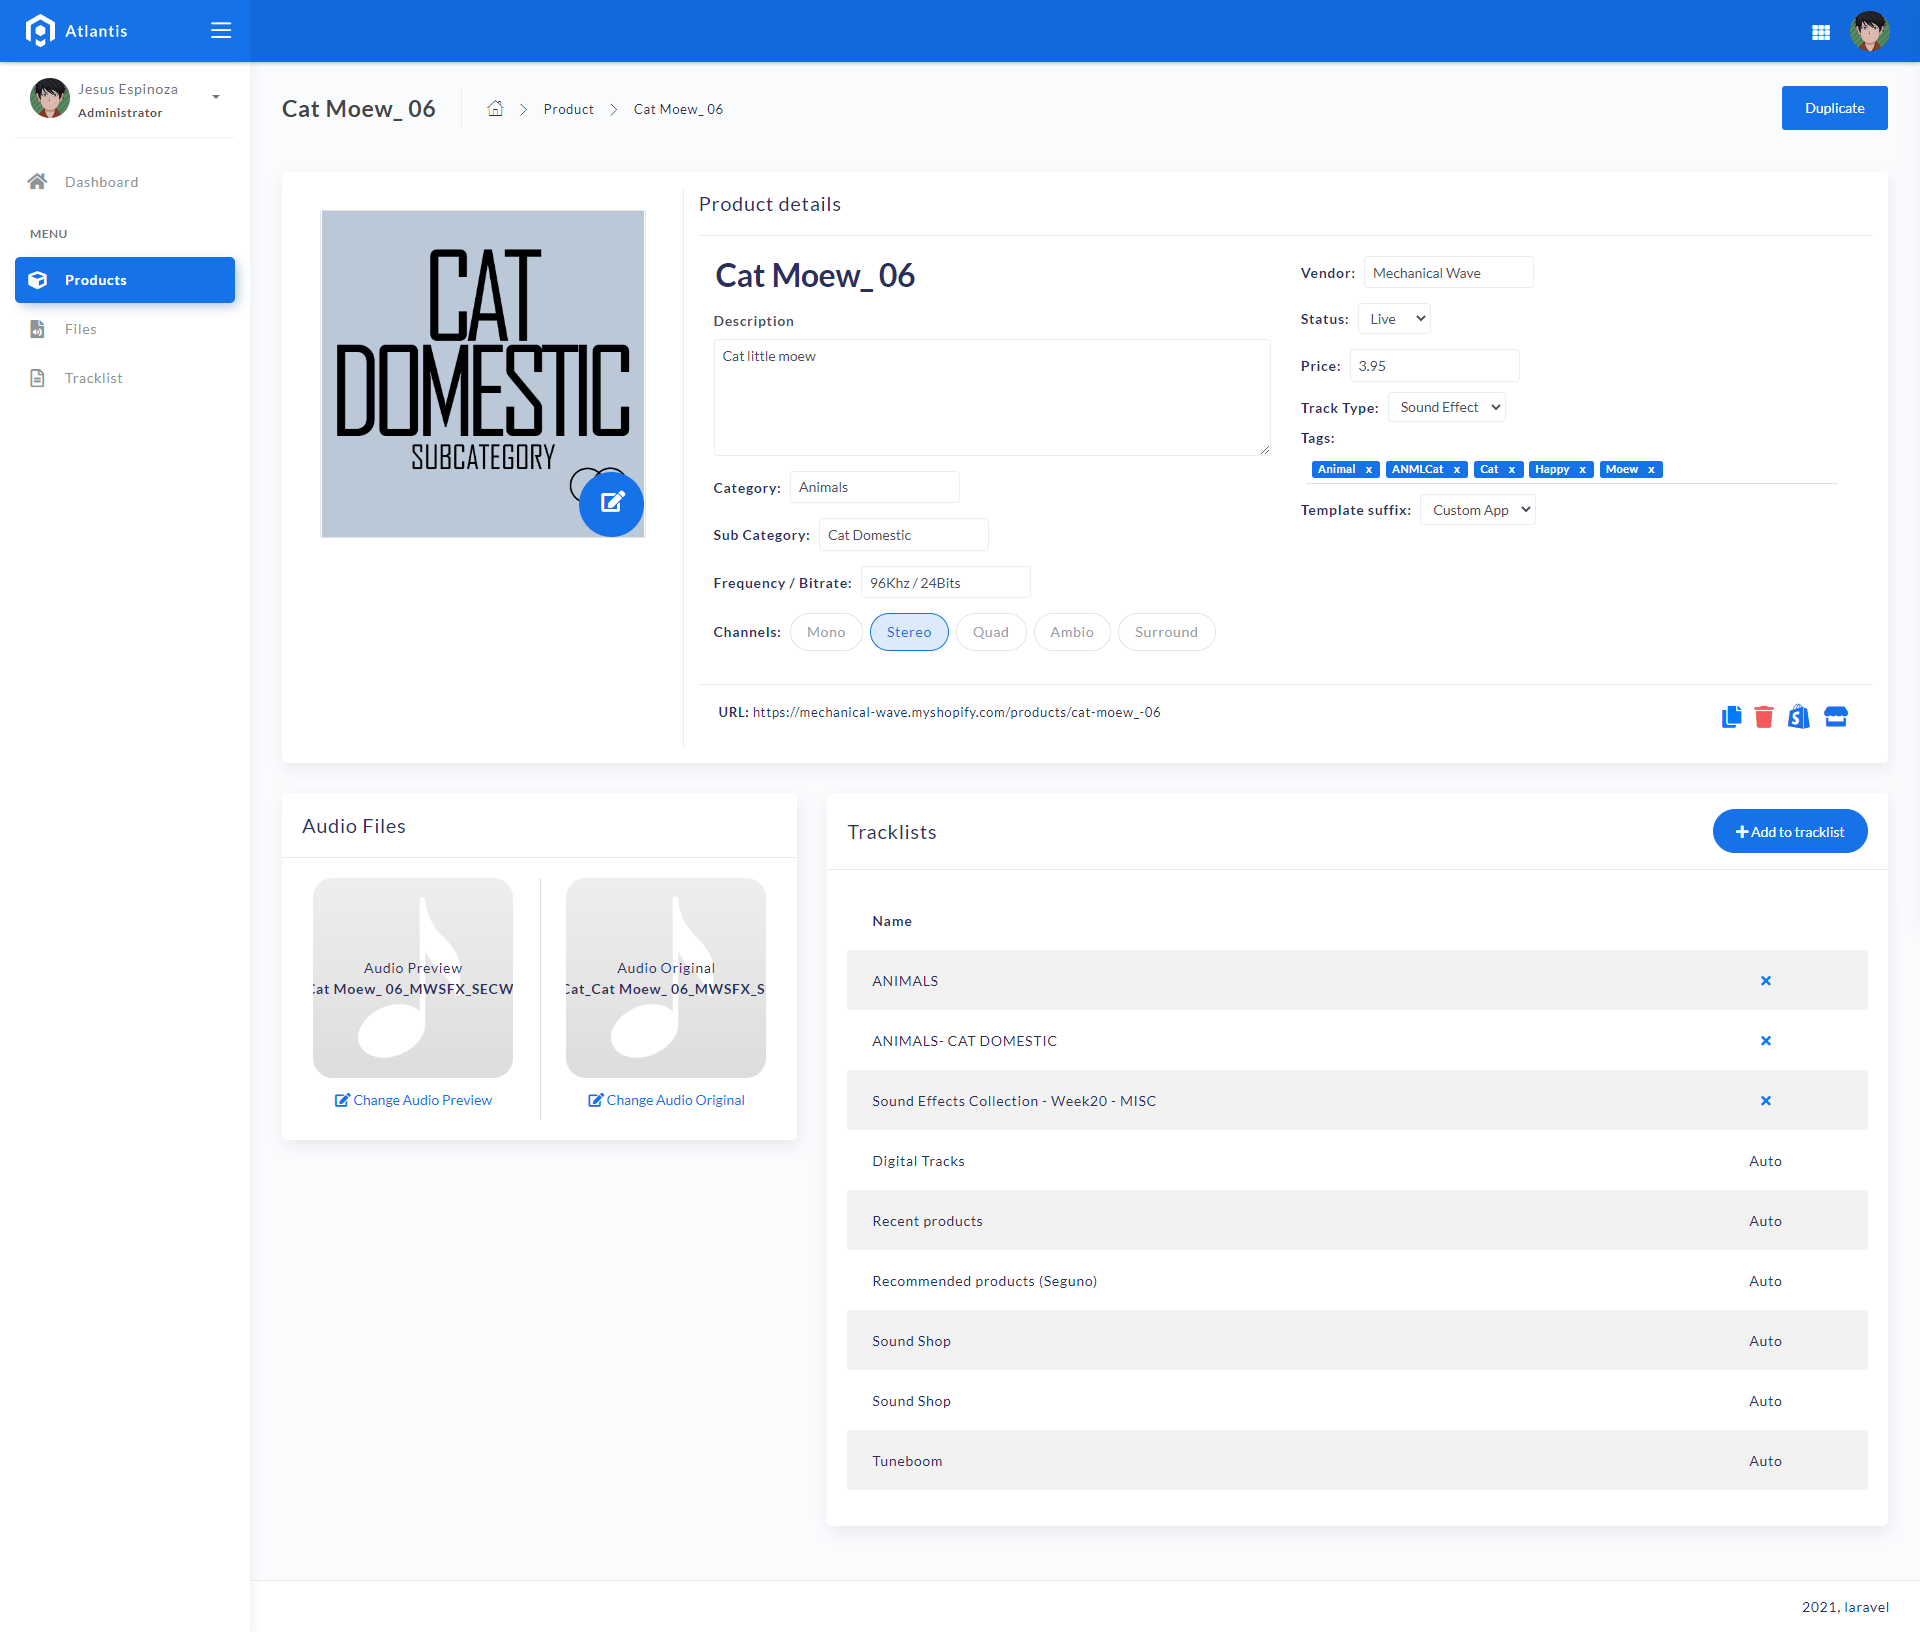 Atlantis
Jesus Espinoza
Administrator
Dashboard
MENU
Products
Files
Tracklist
Cat Moew_ 06
Product
Cat Moew_ 06
Duplicate
CAT
DOMESTIC
SUBCATEGORY
Product details
Cat Moew_ 06
Description
Cat little moew
Category: Animals
Sub Category: Cat Domestic
Frequency / Bitrate: 96Khz / 24Bits
Channels: Mono Stereo Quad Ambio Surround
Vendor: Mechanical Wave
Status: Live
Price: 3.95
Track Type: Sound Effect
Tags:
Animal x ANMLCat x Cat x Happy x Moew x
Template suffix: Custom App
URL: https://mechanical-wave.myshopify.com/products/cat-moew_-06
Audio Files
Audio Preview
Cat Moew_ 06_MWSFX_SECW
Change Audio Preview
Audio Original
Cat_Cat Moew_ 06_MWSFX_S
Change Audio Original
Tracklists
Add to tracklist
Name
ANIMALS
ANIMALS- CAT DOMESTIC
Sound Effects Collection - Week20 - MISC
Digital Tracks Auto
Recent products Auto
Recommended products (Seguno) Auto
Sound Shop Auto
Sound Shop Auto
Tuneboom Auto
2021, laravel